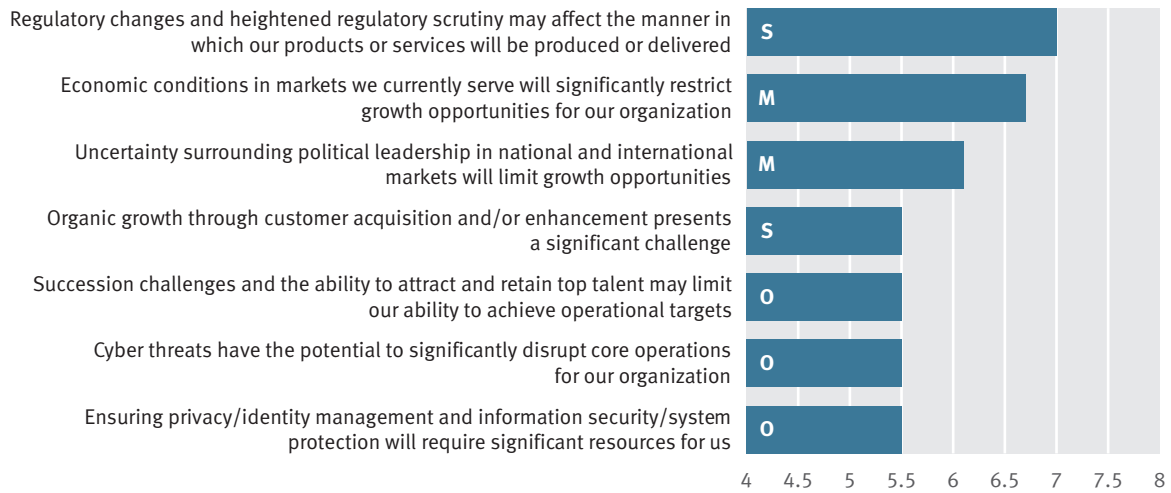 Regulatory changes and heightened regulatory scrutiny may affect the manner in
which our products or services will be produced or delivered
S
Economic conditions in markets we currently serve will significantly restrict
growth opportunities for our organization
M
Uncertainty surrounding political leadership in national and international
markets will limit growth opportunities
M
Organic growth through customer acquisition and/or enhancement presents
a significant challenge
S
Succession challenges and the ability to attract and retain top talent may limit
our ability to achieve operational targets
O
Cyber threats have the potential to significantly disrupt core operations
for our organization
O
Ensuring privacy/identity management and information security/system
protection will require significant resources for us
O
4 4.5 5 5.5 6 6.5 7 7.5 8